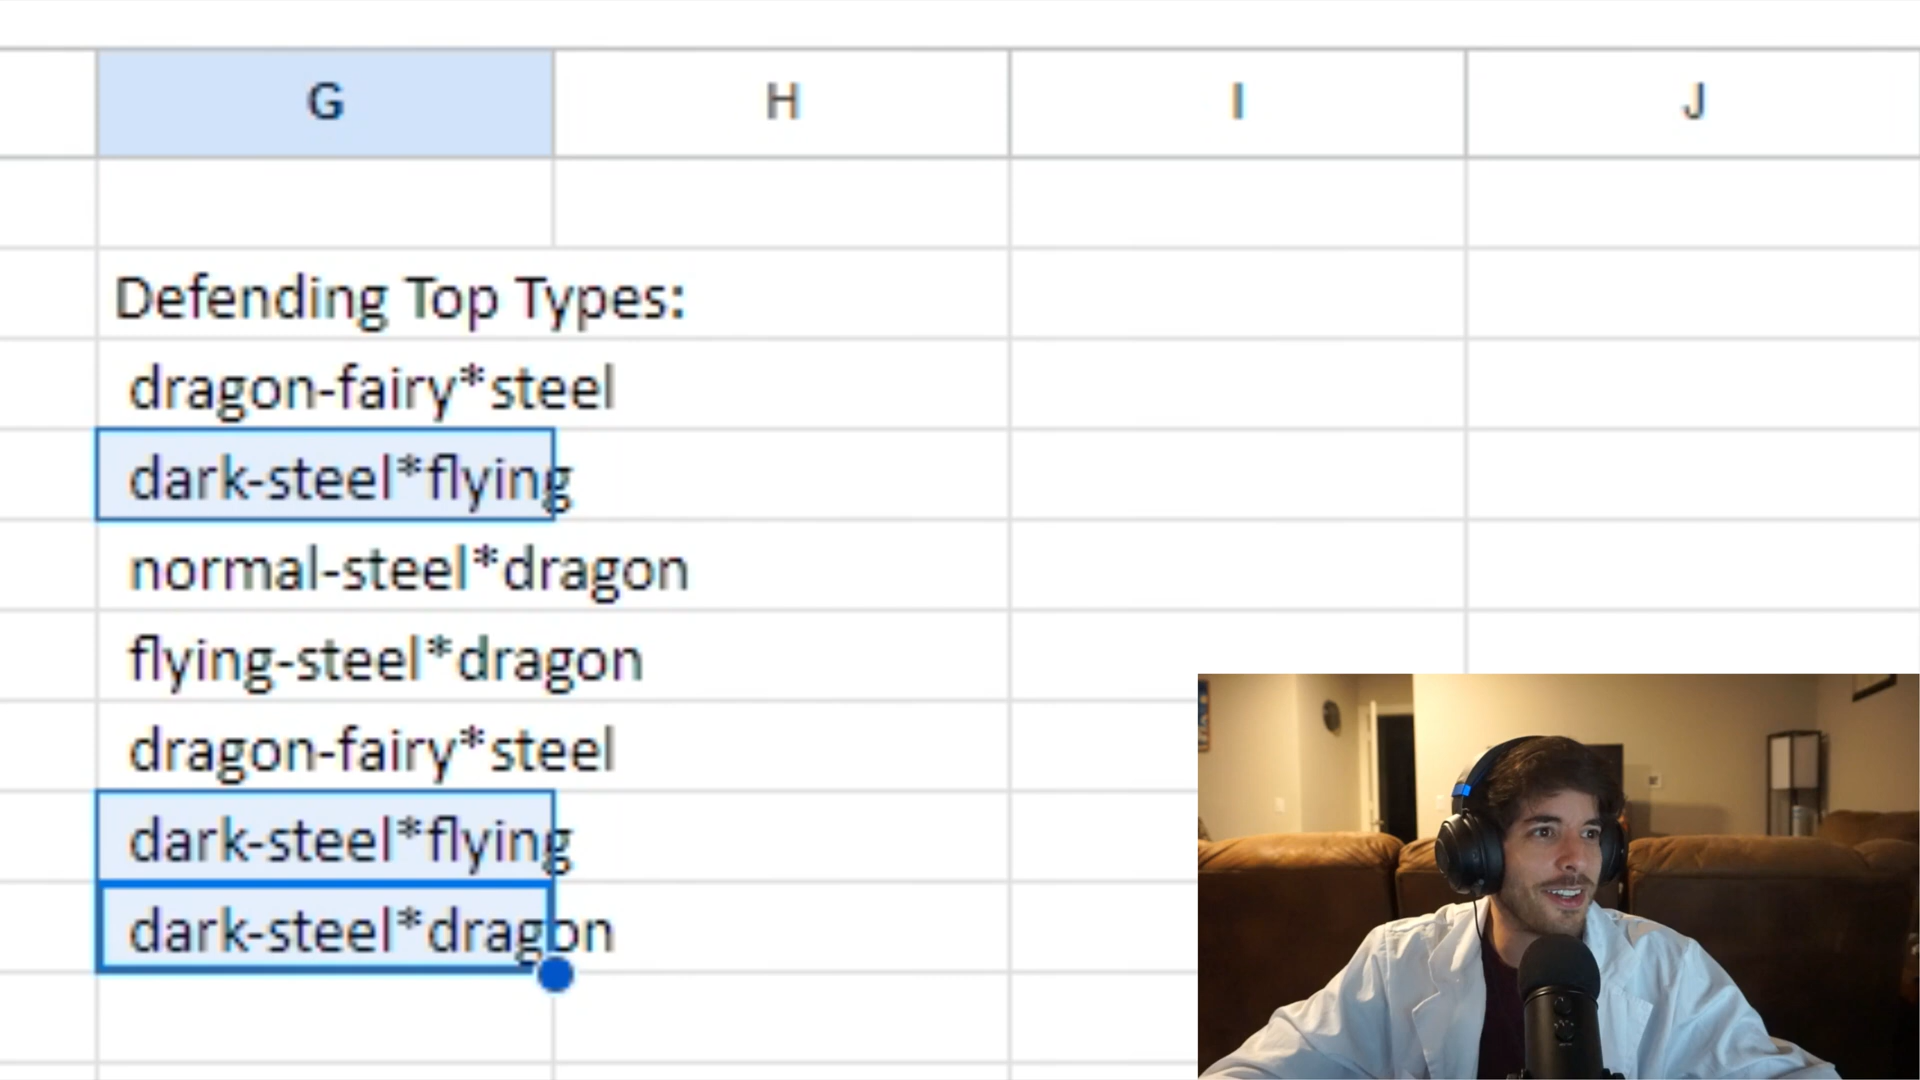 G H I J
Defending Top Types:
dragon-fairy*steel
dark-steel*flying
normal-steel*dragon
flying-steel*dragon
dragon-fairy*steel
dark-steel*flying
dark-steel*dragon